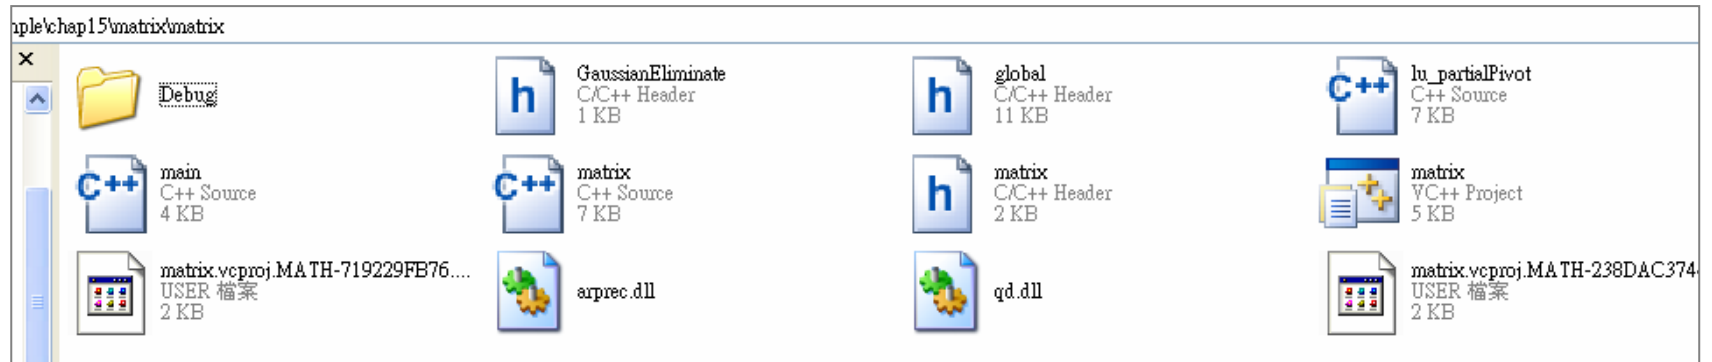 mple\chap15\matrix\matrix
Debug
GaussianEliminate
C/C++ Header
1 KB
global
C/C++ Header
11 KB
lu_partialPivot
C++ Source
7 KB
main
C++ Source
4 KB
matrix
C++ Source
7 KB
matrix
C/C++ Header
2 KB
matrix
VC++ Project
5 KB
matrix.vcproj.MATH-719229FB76....
USER 檔案
2 KB
arprec.dll
qd.dll
matrix.vcproj.MATH-238DAC374
USER 檔案
2 KB